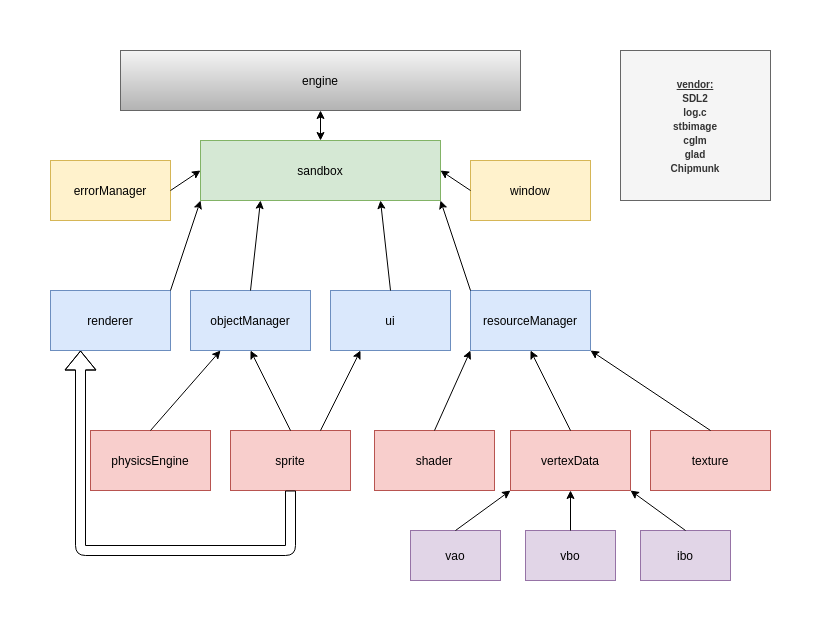 engine
vendor:
SDL2
log.c
stbimage
cglm
glad
Chipmunk
errorManager
sandbox
window
renderer
objectManager
ui
resourceManager
physicsEngine
sprite
shader
vertexData
texture
vao
vbo
ibo